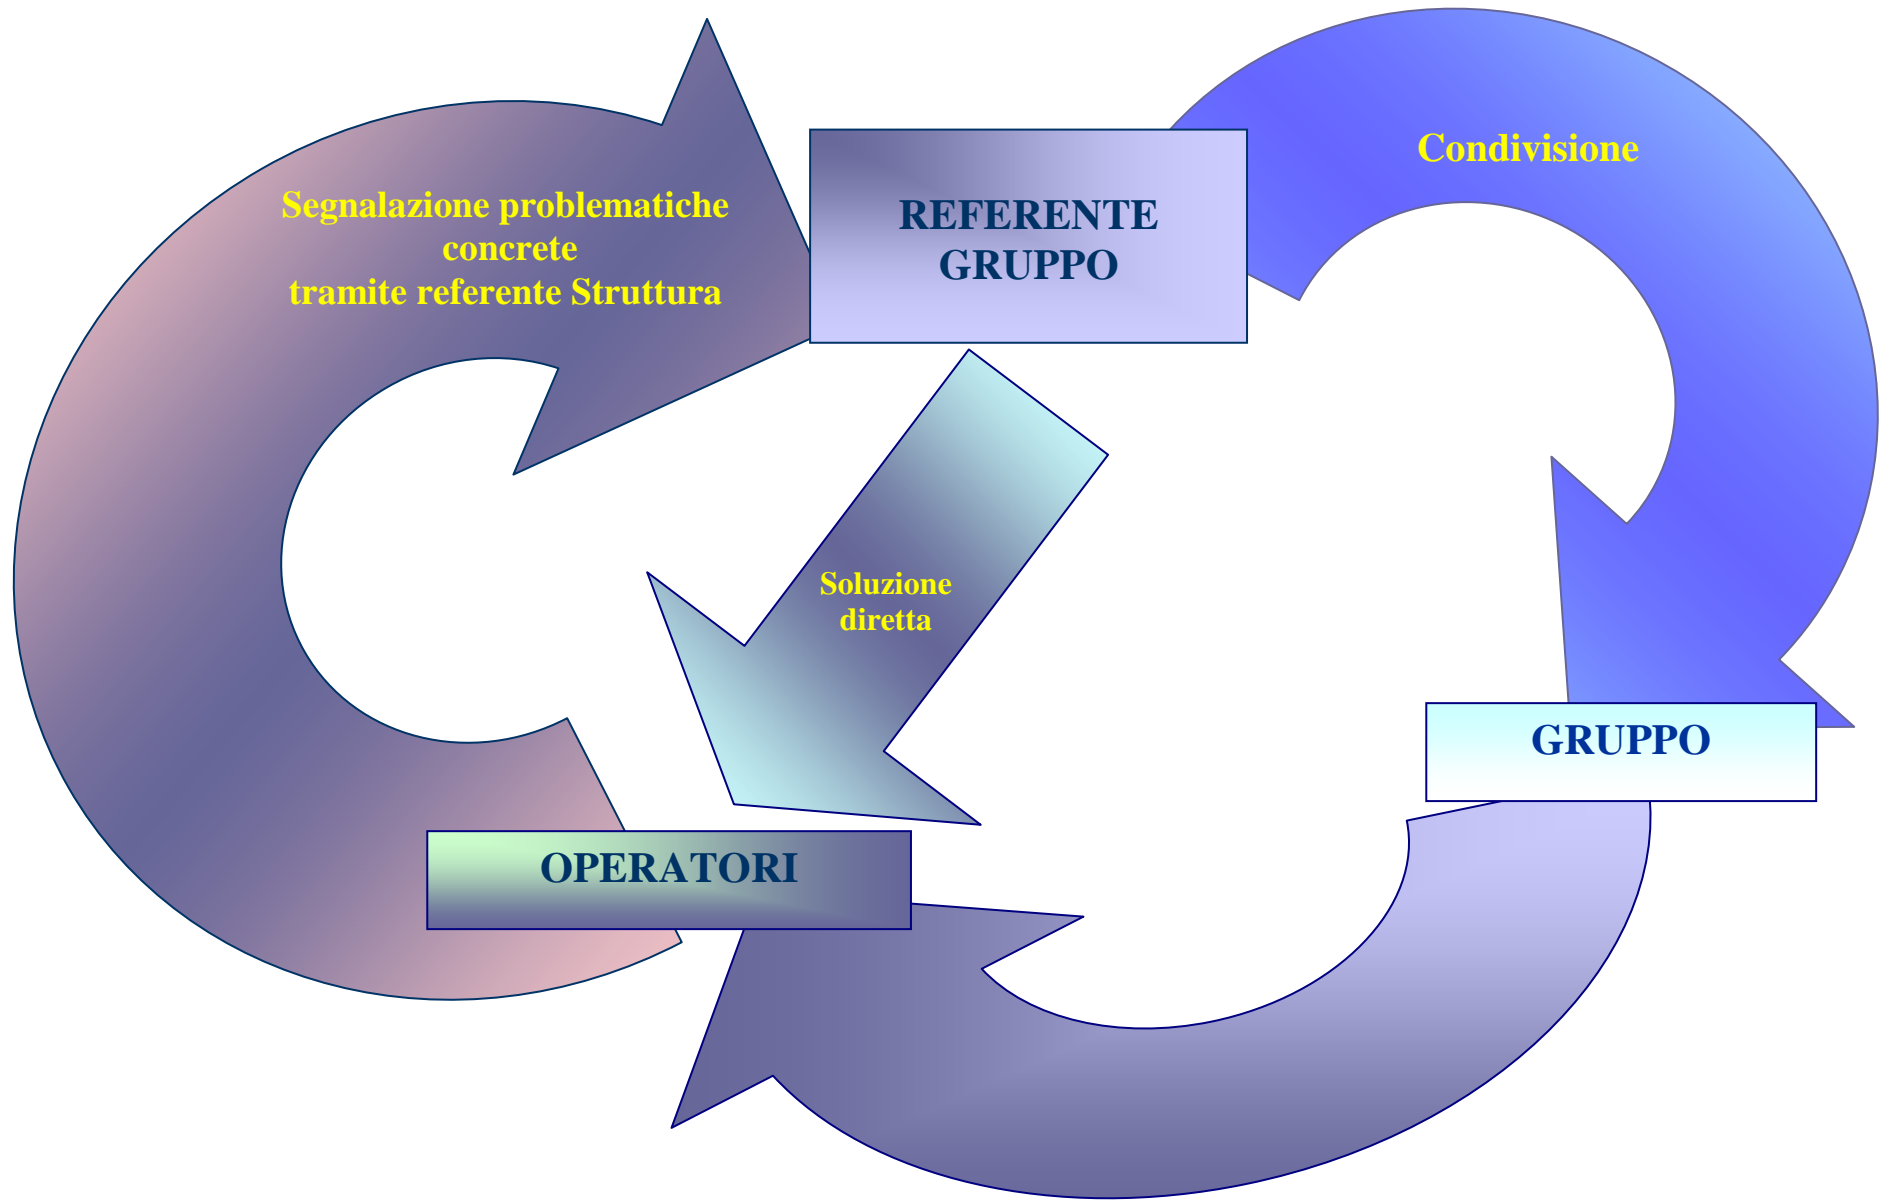 Segnalazione problematiche
concrete
tramite referente Struttura
REFERENTE
GRUPPO
Condivisione
Soluzione
diretta
GRUPPO
OPERATORI